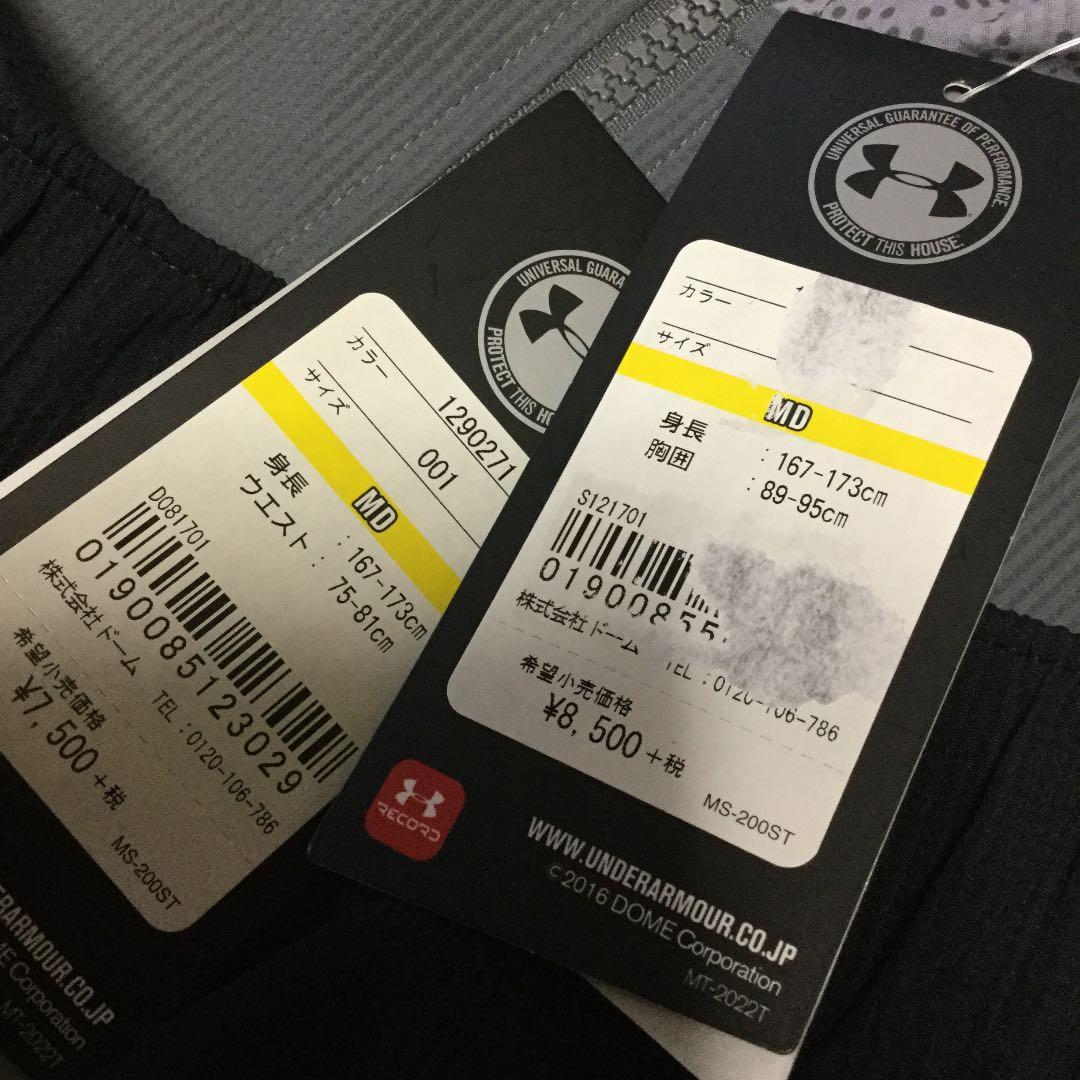 UNIVERSAL GUARA
PROTECT THIS HO
1290271
カラー
001
サイズ
MD
身長 : 167-173cm
ウエスト : 75-81cm
D081701
0190085123029
株式会社ドーム TEL:0120-106-786
希望小売価格
¥7,500+税
MS-200ST
ERARMOUR.CO.JP
ME Corporation
MT-2022T
UNIVERSAL GUARANTEE OF PERFORMANCE
PROTECT THIS HOUSE.®
カラー
サイズ
MD
身長 : 167-173cm
胸囲 : 89-95cm
S121701
01900855
株式会社ドーム TEL:0120-106-786
希望小売価格
¥8,500+税
MS-200ST
RECORD
WWW.UNDERARMOUR.CO.JP
©2016 DOME Corporation
MT-2022T